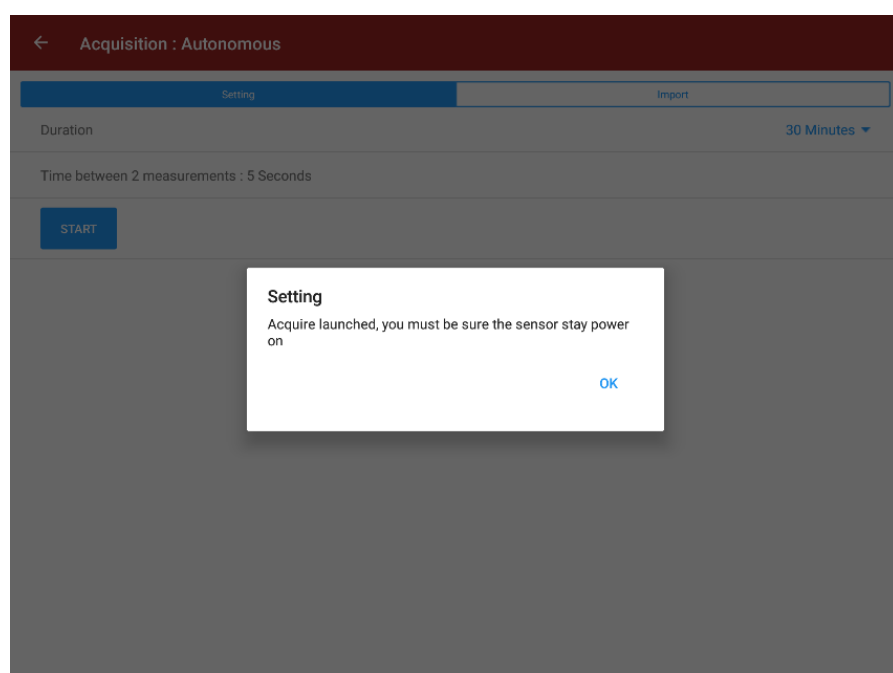 Acquisition : Autonomous
Setting
Import
Duration
30 Minutes
Time between 2 measurements : 5 Seconds
START
Setting
Acquire launched, you must be sure the sensor stay power
on
OK